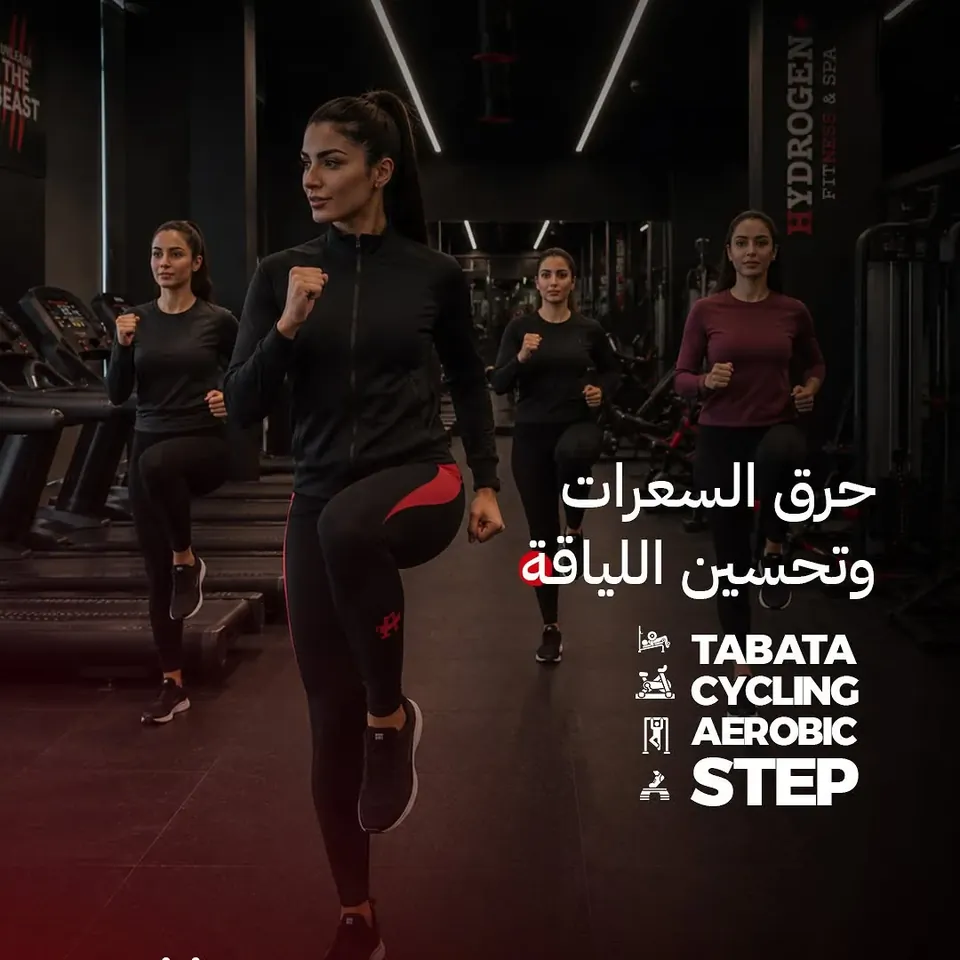 UNLEASH
THE
BEAST
HYDROGEN
FITNESS & SPA
حرق السعرات
وتحسين اللياقة
TABATA
CYCLING
AEROBIC
STEP